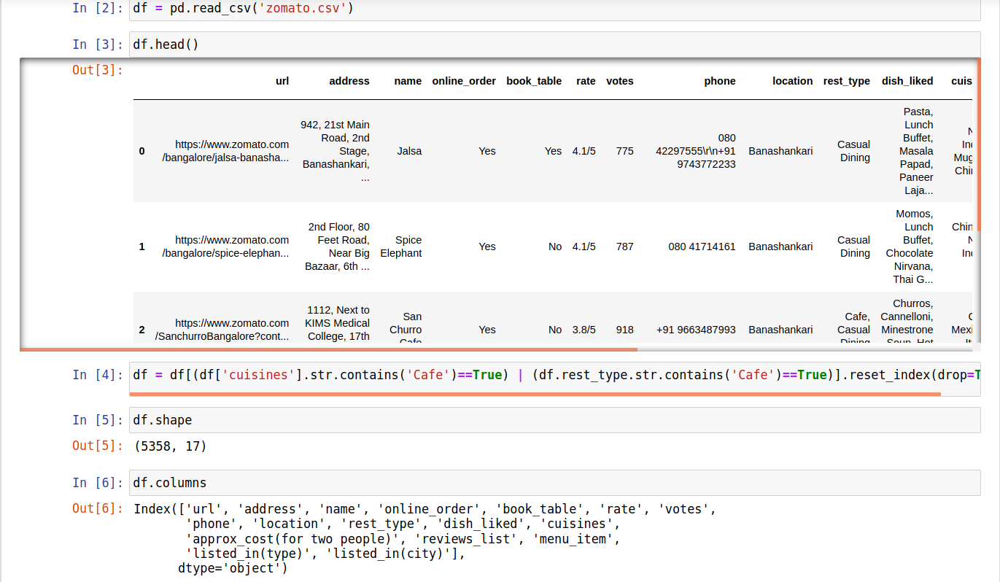 In [2]: df = pd.read_csv('zomato.csv')
In [3]: df.head()
Out[3]:
url address name online_order book_table rate votes phone location rest_type dish_liked cuis
0 https://www.zomato.com /bangalore/jalsa-banasha... 942, 21st Main Road, 2nd Stage, Banashankari, ... Jalsa Yes Yes 4.1/5 775 080 42297555\r\n+91 9743772233 Banashankari Casual Dining Pasta, Lunch Buffet, Masala Papad, Paneer Laja...
1 https://www.zomato.com /bangalore/spice-elephan... 2nd Floor, 80 Feet Road, Near Big Bazaar, 6th ... Spice Elephant Yes No 4.1/5 787 080 41714161 Banashankari Casual Dining Momos, Lunch Buffet, Chocolate Nirvana, Thai G...
2 https://www.zomato.com /SanchurroBangalore?cont... 1112, Next to KIMS Medical College, 17th San Churro Cafe Yes No 3.8/5 918 +91 9663487993 Banashankari Cafe, Casual Dining Churros, Cannelloni, Minestrone Soup, Hot
In [4]: df = df[(df['cuisines'].str.contains('Cafe')==True) | (df.rest_type.str.contains('Cafe')==True)].reset_index(drop=T
In [5]: df.shape
Out[5]: (5358, 17)
In [6]: df.columns
Out[6]: Index(['url', 'address', 'name', 'online_order', 'book_table', 'rate', 'votes',
'phone', 'location', 'rest_type', 'dish_liked', 'cuisines',
'approx_cost(for two people)', 'reviews_list', 'menu_item',
'listed_in(type)', 'listed_in(city)'],
dtype='object')